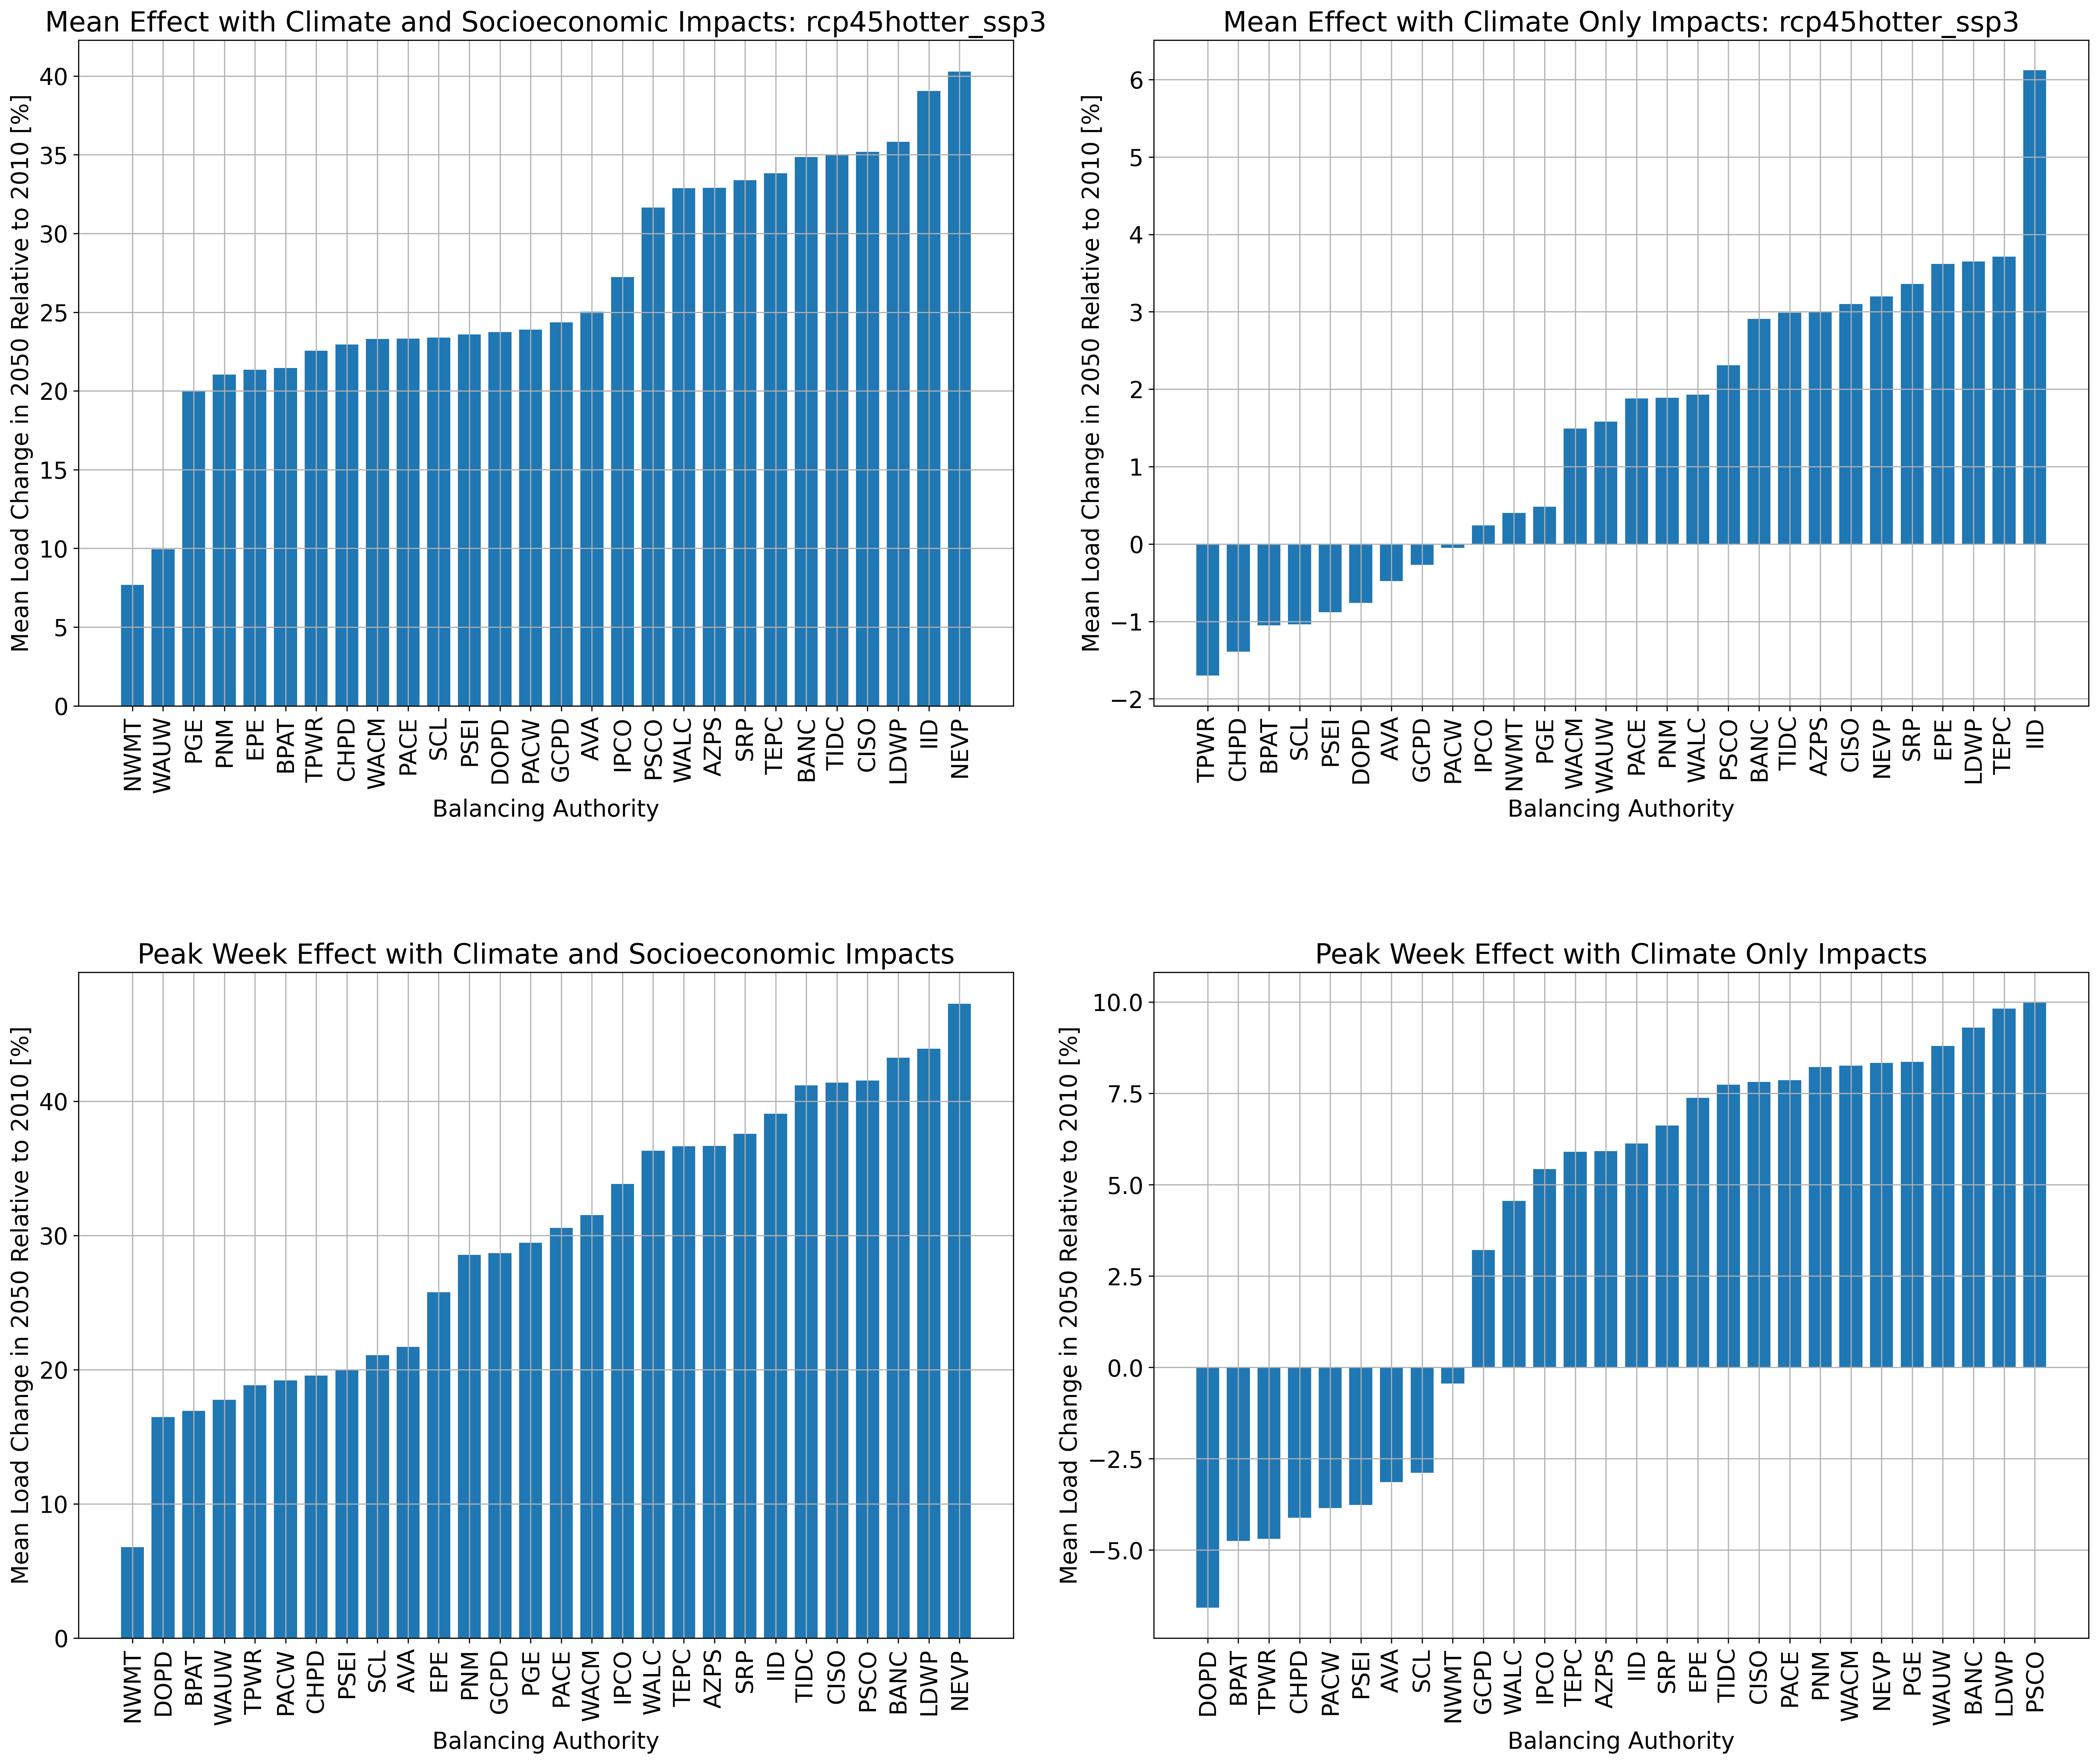 Mean Effect with Climate and Socioeconomic Impacts: rcp45hotter_ssp3
Mean Load Change in 2050 Relative to 2010 [%]
40
35
30
25
20
15
10
5
0
NWMT WAUW PGE PNM EPE BPAT TPWR CHPD WACM PACE SCL PSEI DOPD PACW GCPD AVA IPCO PSCO WALC AZPS SRP TEPC BANC TIDC CISO LDWP IID NEVP
Balancing Authority
Mean Effect with Climate Only Impacts: rcp45hotter_ssp3
Mean Load Change in 2050 Relative to 2010 [%]
6
5
4
3
2
1
0
−1
−2
TPWR CHPD BPAT SCL PSEI DOPD AVA GCPD PACW IPCO NWMT PGE WACM WAUW PACE PNM WALC PSCO BANC TIDC AZPS CISO NEVP SRP EPE LDWP TEPC IID
Balancing Authority
Peak Week Effect with Climate and Socioeconomic Impacts
Mean Load Change in 2050 Relative to 2010 [%]
40
30
20
10
0
NWMT DOPD BPAT WAUW TPWR PACW CHPD PSEI SCL AVA EPE PNM GCPD PGE PACE WACM IPCO WALC TEPC AZPS SRP IID TIDC CISO PSCO BANC LDWP NEVP
Balancing Authority
Peak Week Effect with Climate Only Impacts
Mean Load Change in 2050 Relative to 2010 [%]
10.0
7.5
5.0
2.5
0.0
−2.5
−5.0
DOPD BPAT TPWR CHPD PACW PSEI AVA SCL NWMT GCPD WALC IPCO TEPC AZPS IID SRP EPE TIDC CISO PACE PNM WACM NEVP PGE WAUW BANC LDWP PSCO
Balancing Authority